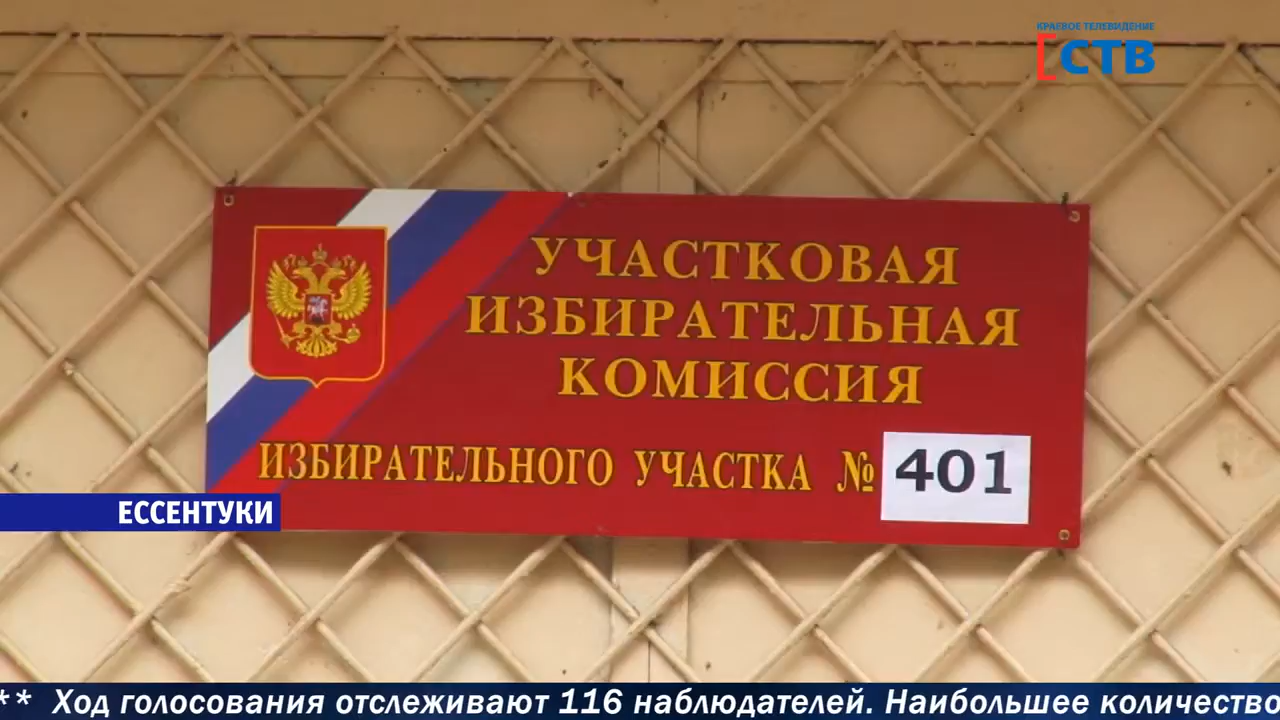 КРАЕВОЕ ТЕЛЕВИДЕНИЕ
СТВ
УЧАСТКОВАЯ
ИЗБИРАТЕЛЬНАЯ
КОМИССИЯ
ИЗБИРАТЕЛЬНОГО УЧАСТКА № 401
ЕССЕНТУКИ
** Ход голосования отслеживают 116 наблюдателей. Наибольшее количество